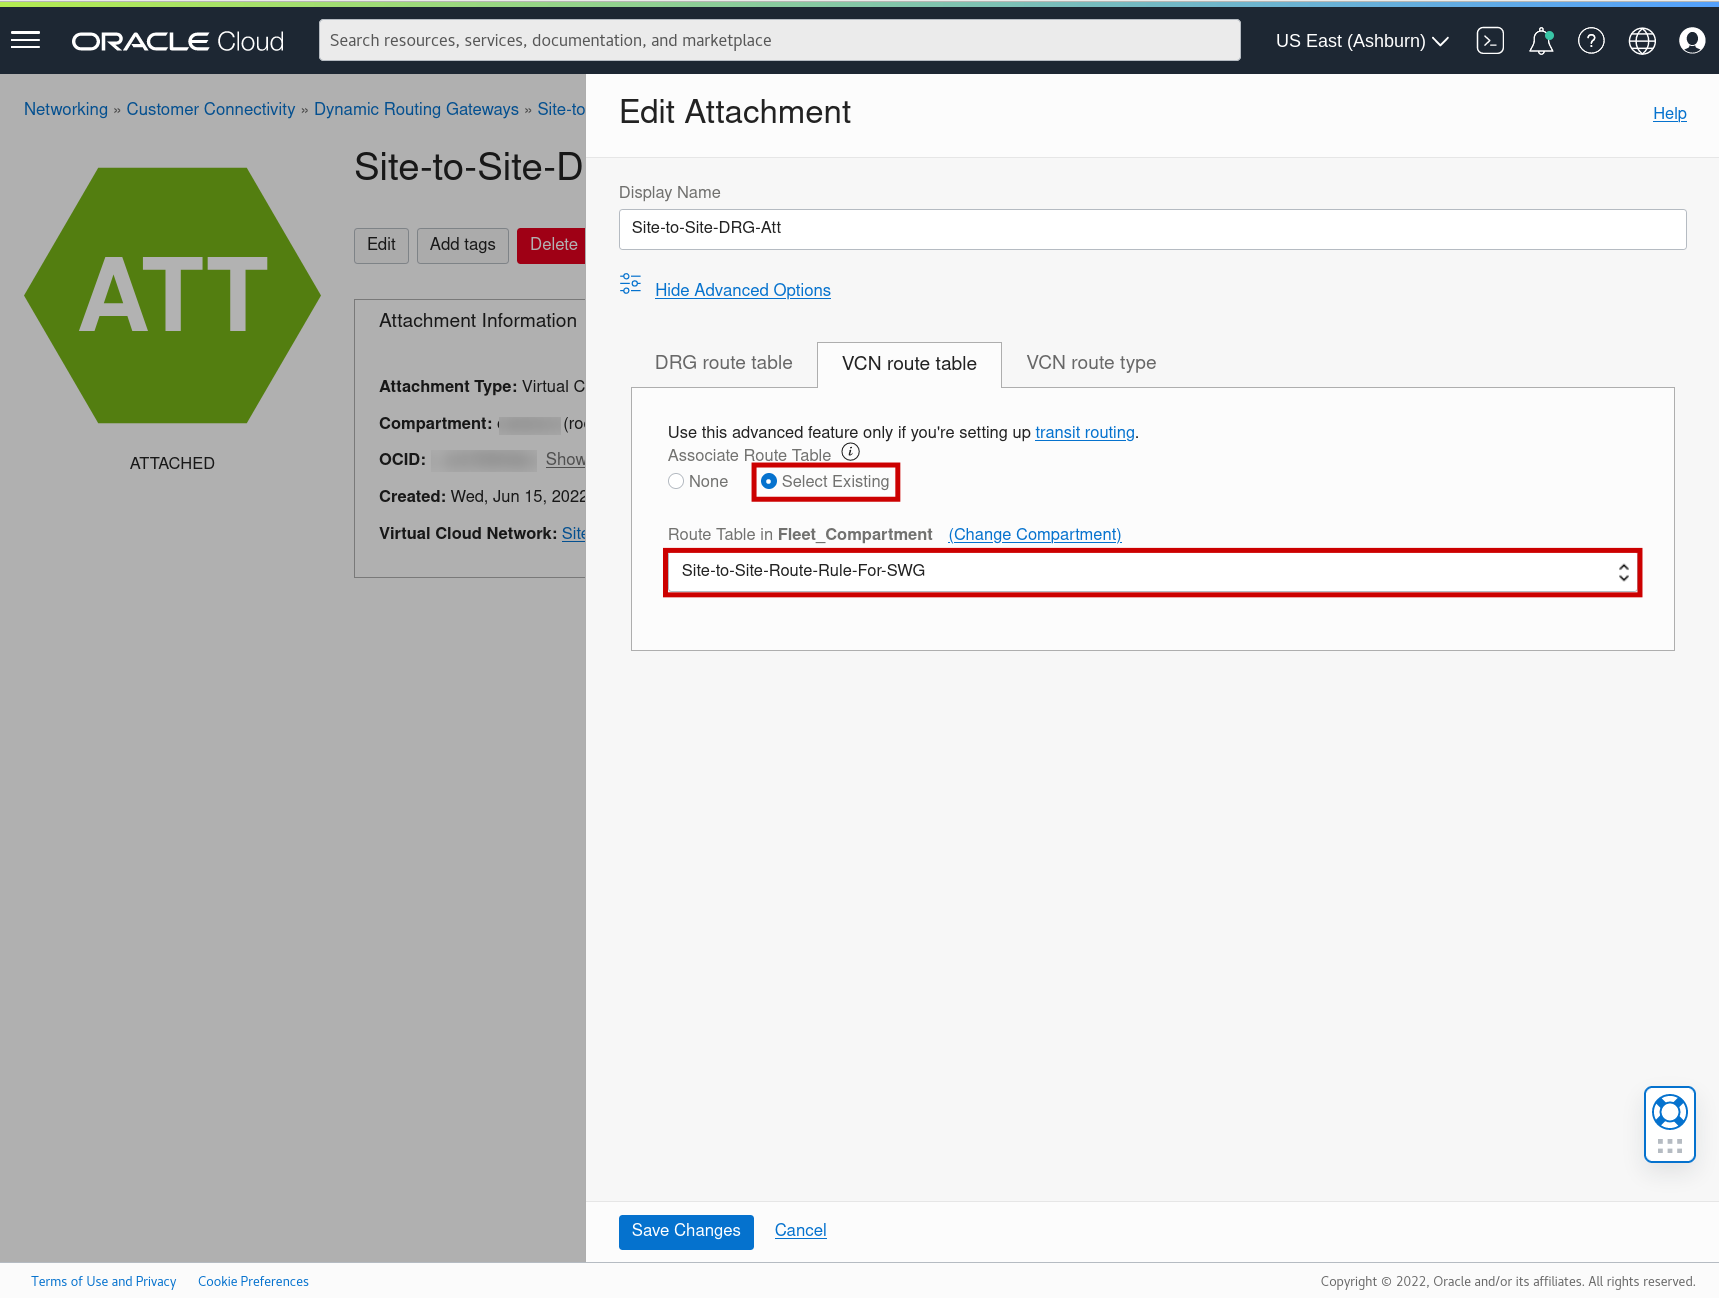 ORACLE Cloud
Search resources, services, documentation, and marketplace
US East (Ashburn)
Networking » Customer Connectivity » Dynamic Routing Gateways » Site-to
ATT
ATTACHED
Site-to-Site-D
Edit
Add tags
Delete
Attachment Information
Attachment Type: Virtual C
Compartment: (roo
OCID: Show
Created: Wed, Jun 15, 2022
Virtual Cloud Network: Site
Edit Attachment
Help
Display Name
Site-to-Site-DRG-Att
Hide Advanced Options
DRG route table
VCN route table
VCN route type
Use this advanced feature only if you're setting up transit routing.
Associate Route Table i
None
Select Existing
Route Table in Fleet_Compartment (Change Compartment)
Site-to-Site-Route-Rule-For-SWG
Save Changes
Cancel
Terms of Use and Privacy
Cookie Preferences
Copyright © 2022, Oracle and/or its affiliates. All rights reserved.